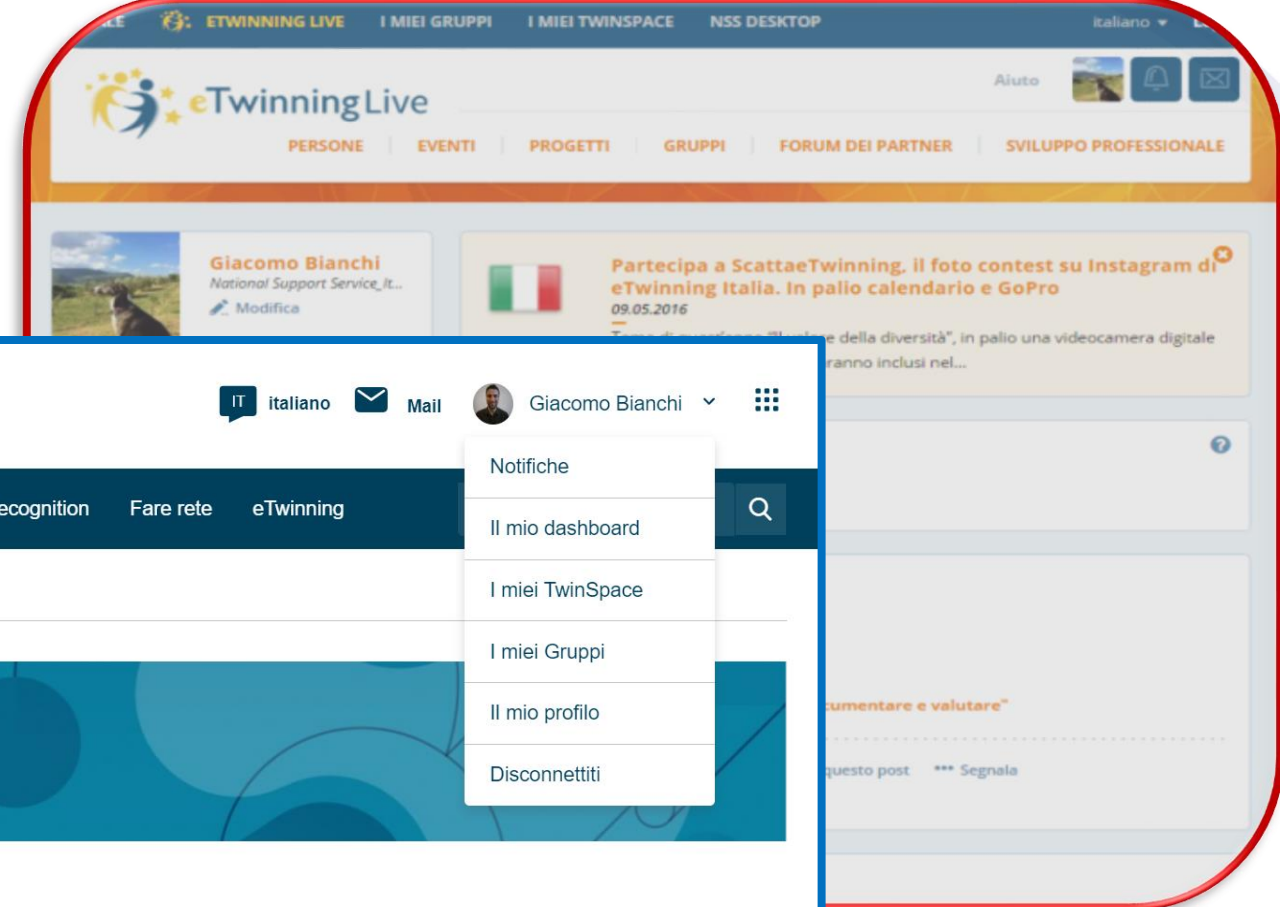 ETWINNING LIVE I MIEI GRUPPI I MIEI TWINSPACE NSS DESKTOP italiano
Aiuto
eTwinningLive
PERSONE EVENTI PROGETTI GRUPPI FORUM DEI PARTNER SVILUPPO PROFESSIONALE
Giacomo Bianchi
National Support Service_It...
Modifica
Partecipa a ScattaeTwinning, il foto contest su Instagram di
eTwinning Italia. In palio calendario e GoPro
09.05.2016
della diversità", in palio una videocamera digitale
ranno inclusi nel...
IT italiano Mail Giacomo Bianchi
ecognition Fare rete eTwinning
Notifiche
Il mio dashboard
I miei TwinSpace
I miei Gruppi
Il mio profilo
Disconnettiti
cumentare e valutare"
questo post *** Segnala